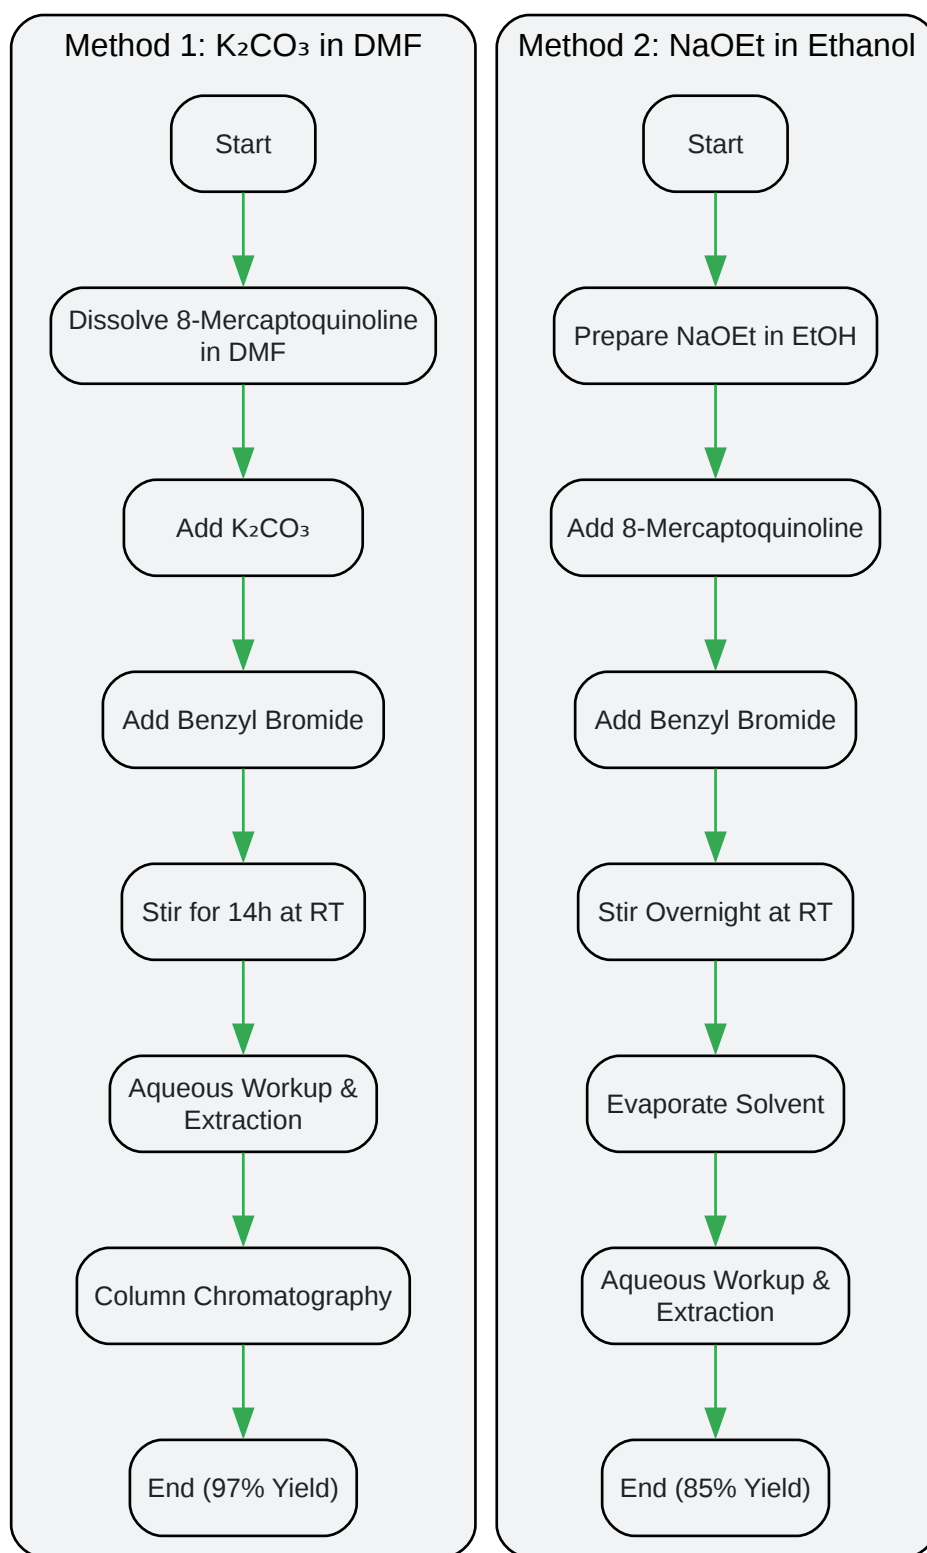 Method 1: K₂CO₃ in DMF
Start
Dissolve 8-Mercaptoquinoline
in DMF
Add K₂CO₃
Add Benzyl Bromide
Stir for 14h at RT
Aqueous Workup &
Extraction
Column Chromatography
End (97% Yield)
Method 2: NaOEt in Ethanol
Start
Prepare NaOEt in EtOH
Add 8-Mercaptoquinoline
Add Benzyl Bromide
Stir Overnight at RT
Evaporate Solvent
Aqueous Workup &
Extraction
End (85% Yield)